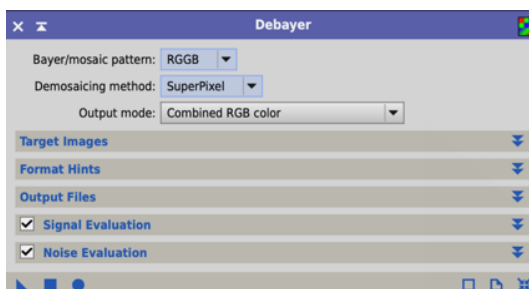 Debayer
Bayer/mosaic pattern: RGGB
Demosaicing method: SuperPixel
Output mode: Combined RGB color
Target Images
Format Hints
Output Files
Signal Evaluation
Noise Evaluation